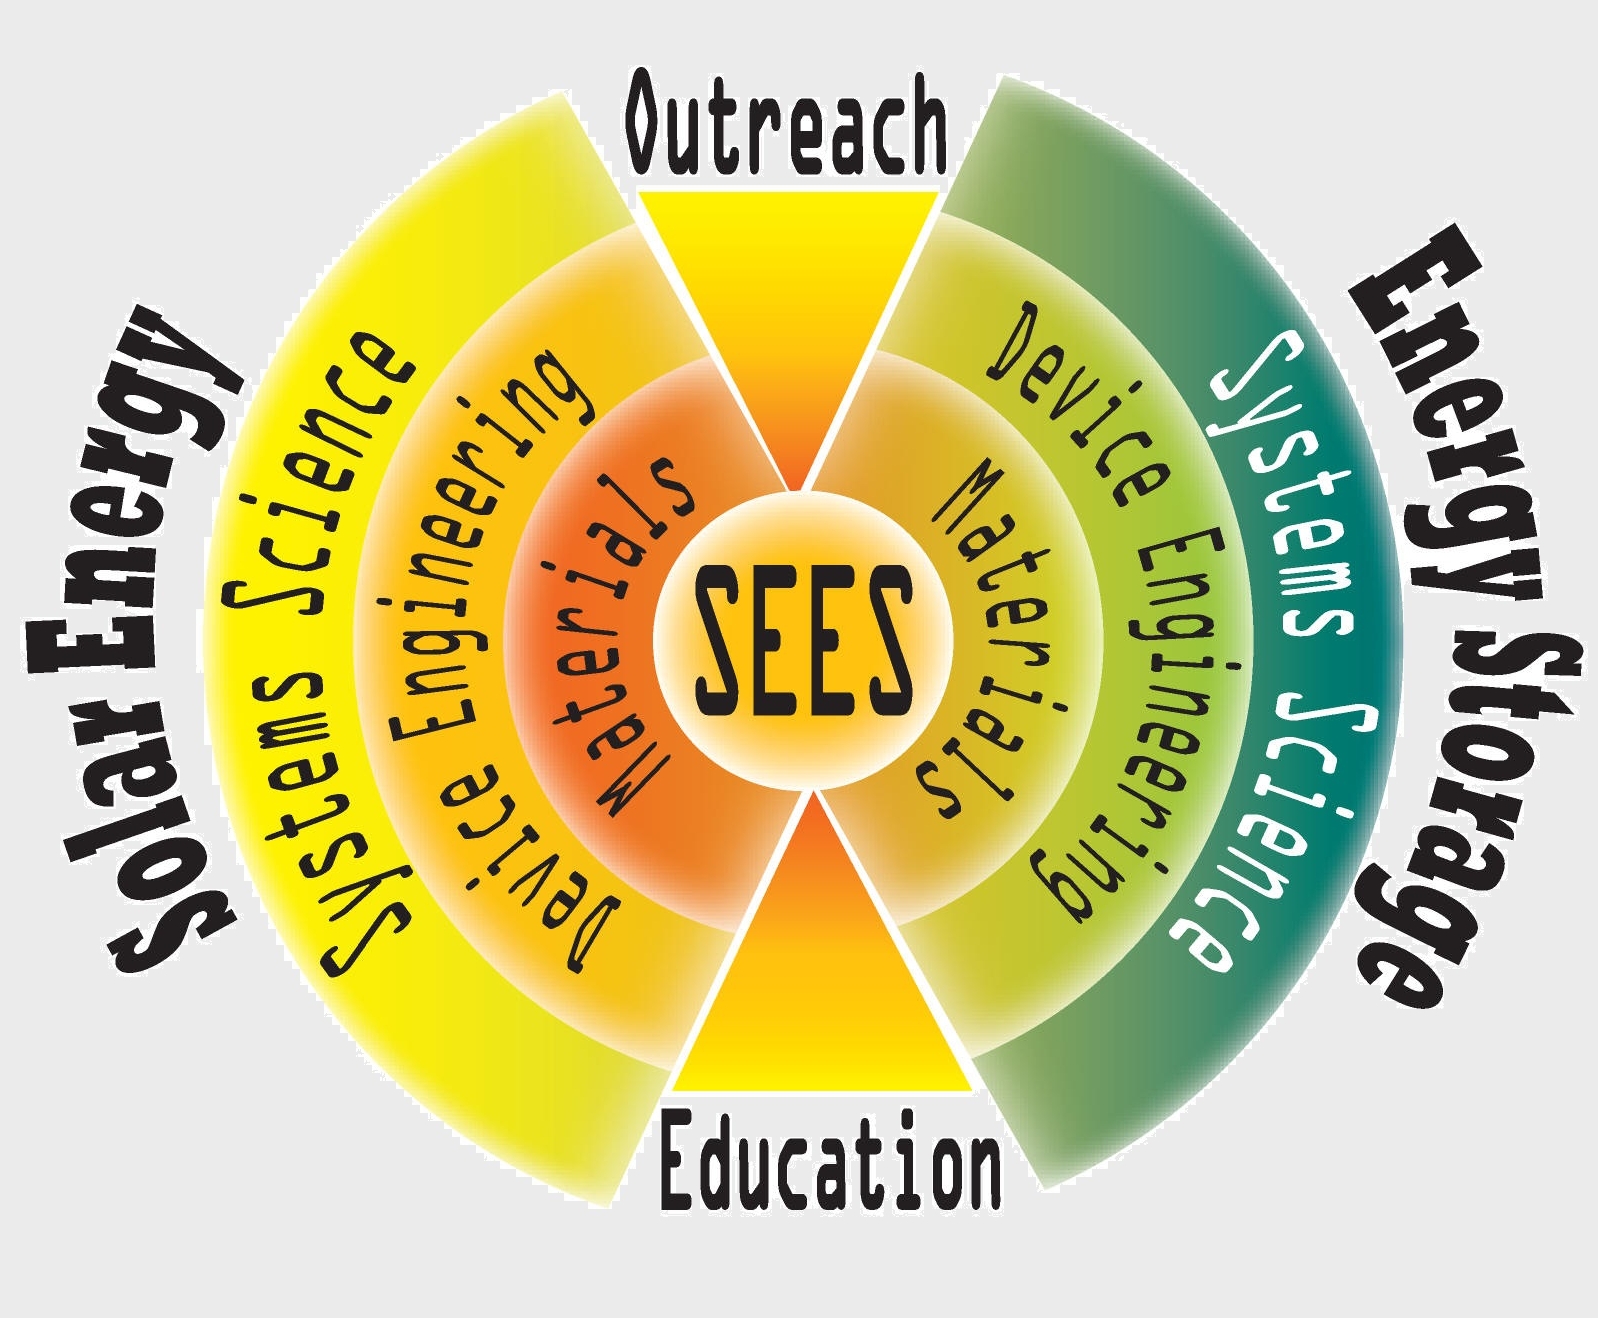 Outreach
Solar Energy
Systems Science
Device Engineering
Materials
SEES
Materials
Device Engineering
Systems Science
Energy Storage
Education